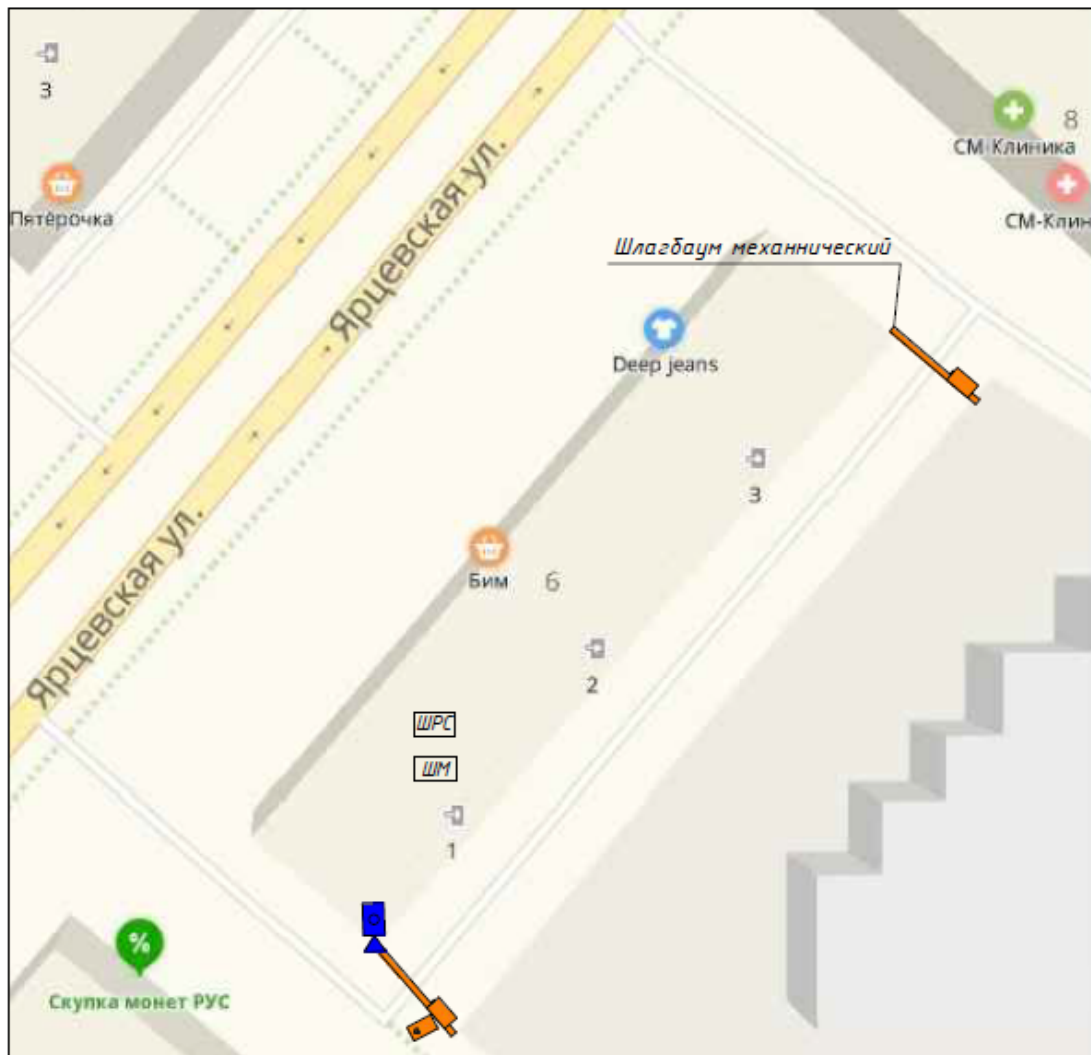 3
Пятёрочка
Ярцевская ул.
8
СМ-Клиника
СМ-Клин
Шлагбаум механнический
Deep jeans
3
Ярцевская ул.
Бим
6
2
ШРС
ШМ
1
%
Скупка монет РУС